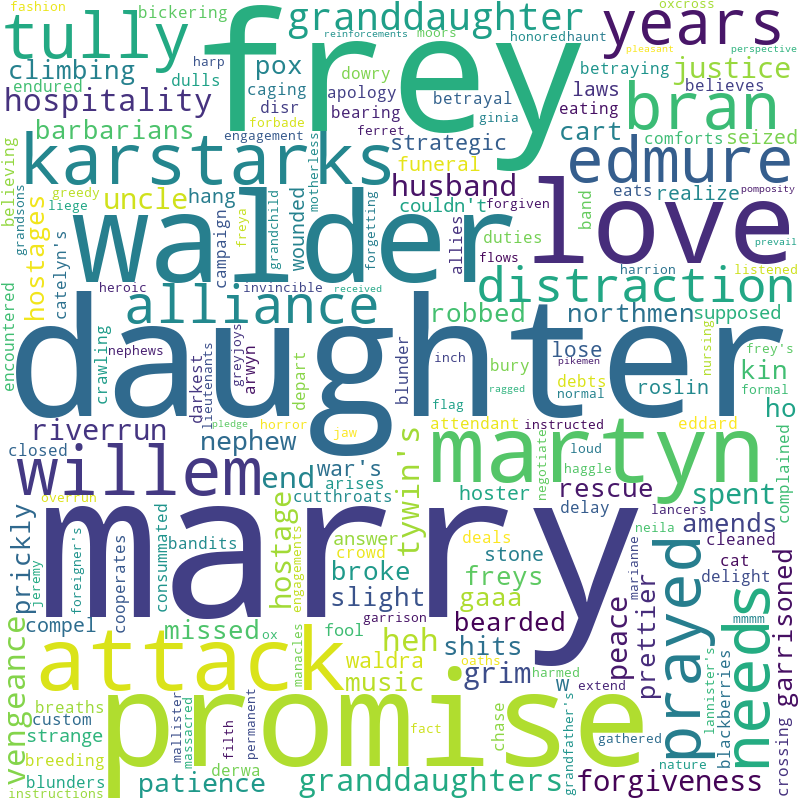 fashion
bickering
granddaughter
oxcross
years
tully
frey
reinforcements
moors
honoredhaunt
pleasant
perspective
climbing
harp
pox
dowry
betraying
justice
endured
dulls
caging
apology
betrayal
laws
believes
hospitality
disr
bearing
ginia
eating
bran
barbarians
forbade
engagement
ferret
strategic
cart
comforts
seized
karstarks
funeral
edmure
believing
grandsons
greedy
liege
uncle
hang
grandchild
wounded
motherless
husband
couldn't
forgiven
eats
realize
pomposity
hostages
catelyn's
walder
campaign
freya
forgetting
allies
duties
flows
band
love
prevail
heroic
invincible
received
harrion
listened
encountered
alliance
distraction
robbed
northmen
supposed
crawling
nephews
daughter
darkest
lieutenants
greyjoys
arwyn
depart
bury
blunder
inch
pikemen
lose
debts
normal
roslin
nursing
frey's
kin
formal
ragged
flag
riverrun
pledge
attendant
instructed
eddard
ho
closed
nephew
horror
jaw
martyn
loud
willem
end
war's
arises
hoster
negotiate
haggle
rescue
spent
complained
overrun
cutthroats
tywin's
delay
lancers
amends
prickly
jeremy
foreigner's
cooperates
consummated
bandits
hostage
engagements
answer
crowd
deals
stone
neila
cleaned
marry
broke
freys
marianne
cat
delight
compel
slight
gaaa
garrison
bearded
peace
prettier
prayed
needs
mmmm
garrisoned
vengeance
missed
ox
fool
heh
shits
attack
manacles
waldra
music
grim
oaths
harmed
w
extend
lannister's
blackberries
breaths
custom
strange
mallister
massacred
filth
permanent
promise
fact
chase
grandfather's
gathered
nature
crossing
breeding
blunders
instructions
derwa
patience
granddaughters
forgiveness